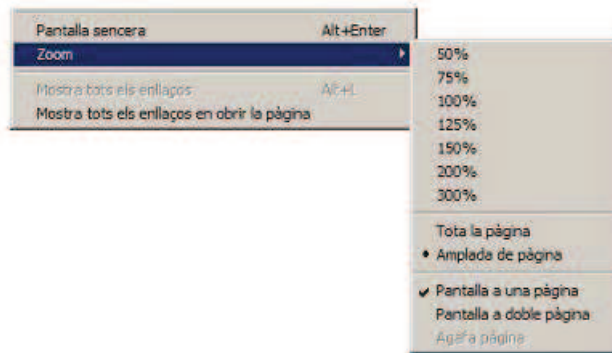 Pantalla sencera Alt+Enter
Zoom
Mostra tots els enllaços Alt+L
Mostra tots els enllaços en obrir la pàgina
50%
75%
100%
125%
150%
200%
300%
Tota la pàgina
Amplada de pàgina
Pantalla a una pàgina
Pantalla a doble pàgina
Agafa pàgina